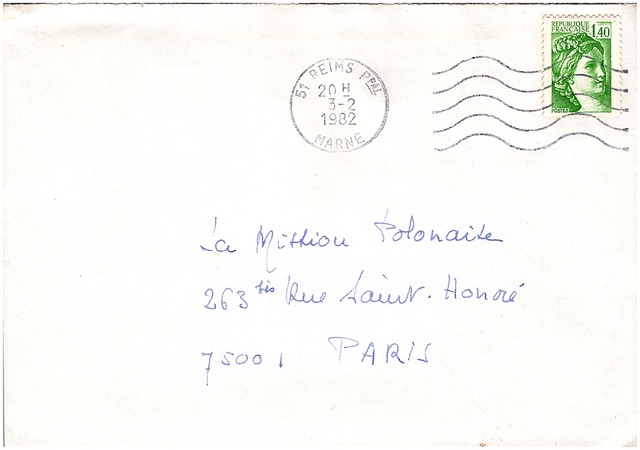 RÉPUBLIQUE
FRANÇAISE 1,40
POSTES
51 REIMS PPAL
20 H
3-2
1982
MARNE
La Mission Polonaise
263 bis Rue Saint-Honoré
75001 PARIS